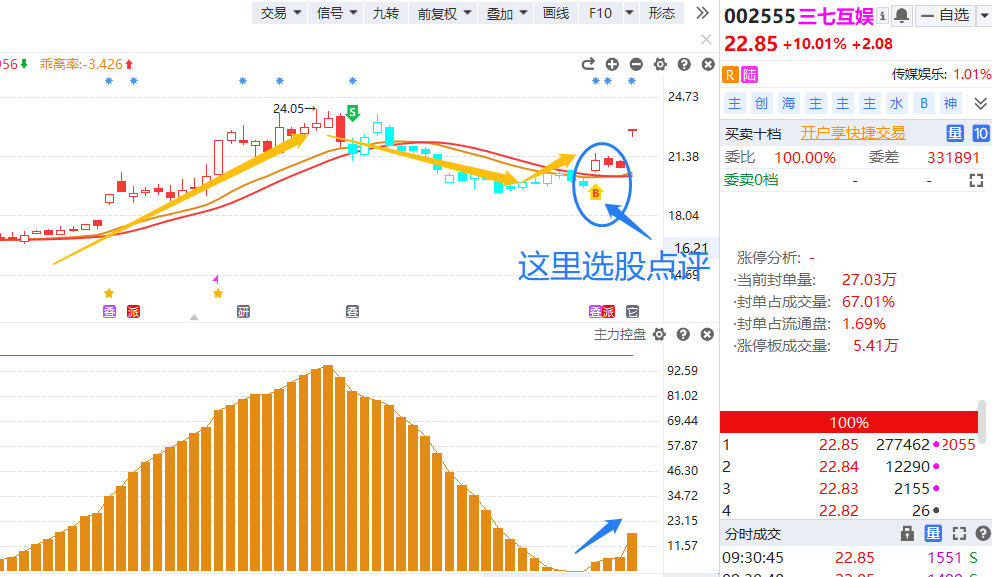 交易 信号 九转 前复权 叠加 画线 F10 形态
002555 三七互娱 自选
22.85 +10.01% +2.08
956 乖离率:-3.426
R 陆 传媒娱乐: 1.01%
主 创 海 主 主 主 水 B 神
买卖十档 开户享快捷交易 量 10
委比 100.00% 委差 331891
委卖0档 - -
24.05→
S
24.73
21.38
18.04
16.21
14.69
B
这里选股点评
涨停分析: -
·当前封单量: 27.03万
·封单占成交量: 67.01%
·封单占流通盘: 1.69%
·涨停板成交量: 5.41万
派 研 派
主力控盘
92.59
81.02
69.44
57.87
46.30
34.72
23.15
11.57
100%
1 22.85 277462 2055
2 22.84 12290
3 22.83 2155
4 22.82 26
分时成交 量
09:30:45 22.85 1551 S